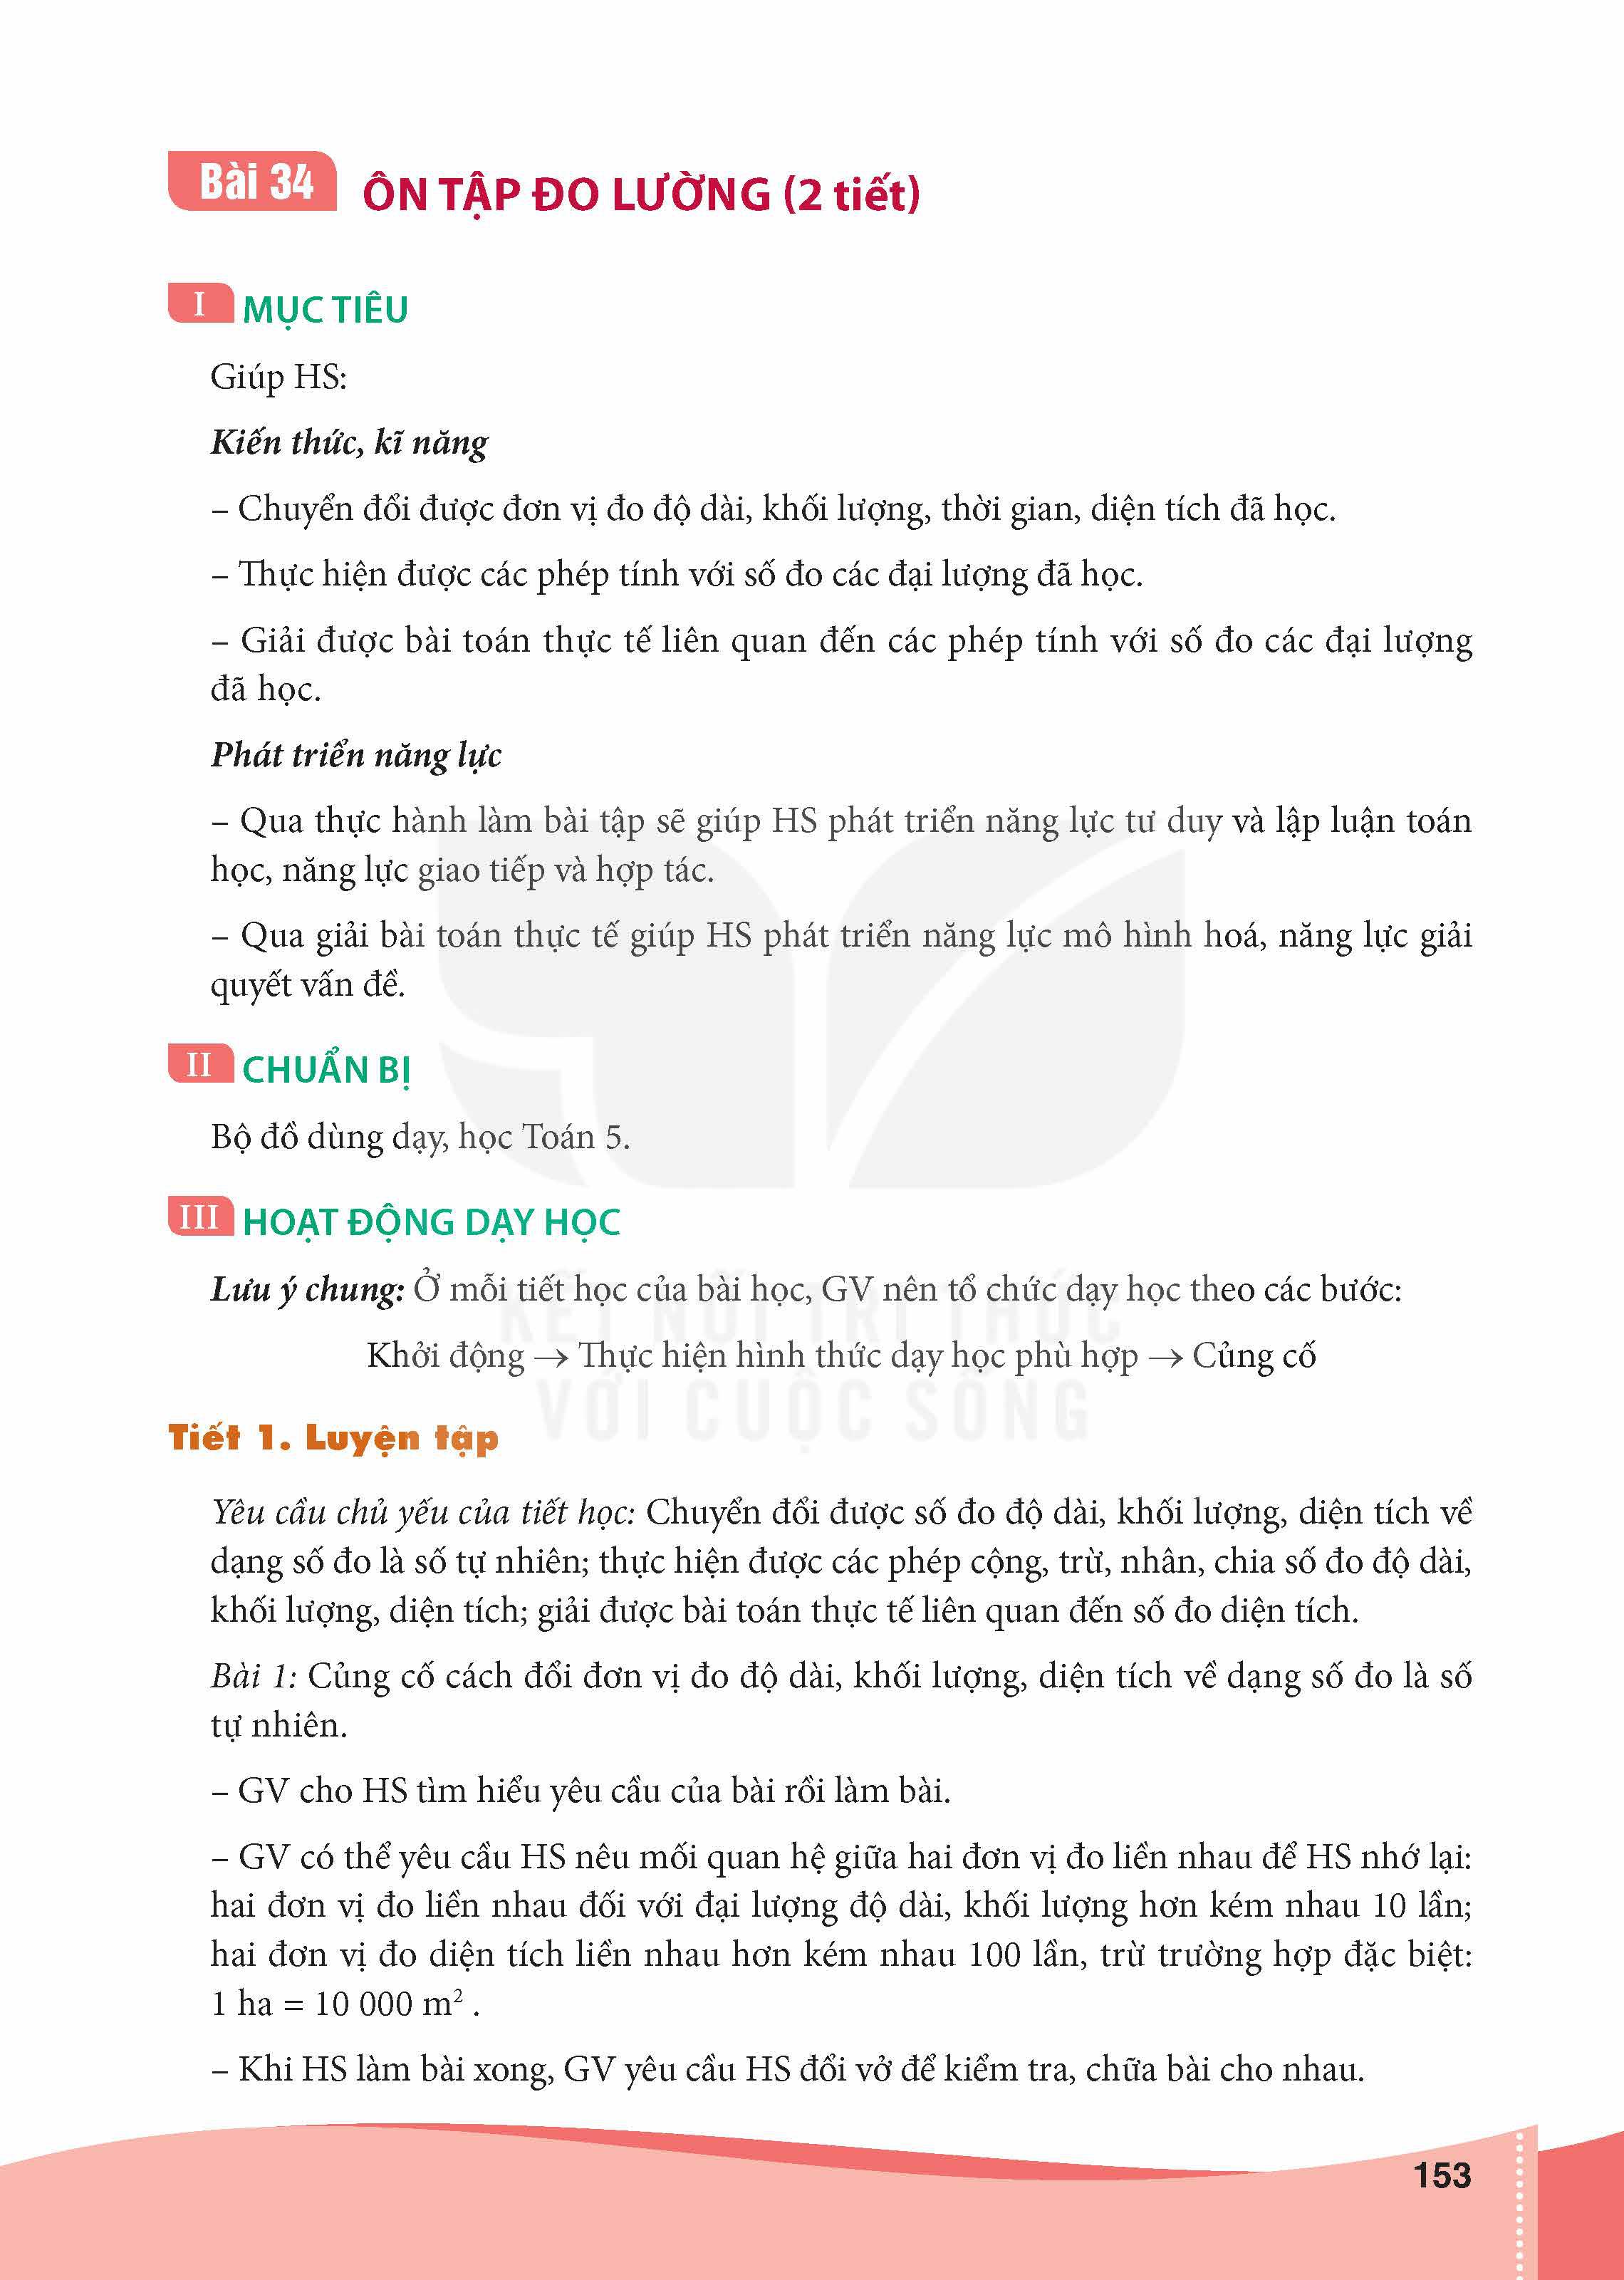 Bài 34
ÔN TẬP ĐO LƯỜNG (2 tiết)
I MỤC TIÊU
Giúp HS:
Kiến thức, kĩ năng
– Chuyển đổi được đơn vị đo độ dài, khối lượng, thời gian, diện tích đã học.
– Thực hiện được các phép tính với số đo các đại lượng đã học.
– Giải được bài toán thực tế liên quan đến các phép tính với số đo các đại lượng
đã học.
Phát triển năng lực
– Qua thực hành làm bài tập sẽ giúp HS phát triển năng lực tư duy và lập luận toán
học, năng lực giao tiếp và hợp tác.
– Qua giải bài toán thực tế giúp HS phát triển năng lực mô hình hoá, năng lực giải
quyết vấn đề.
II CHUẨN BỊ
Bộ đồ dùng dạy, học Toán 5.
III HOẠT ĐỘNG DẠY HỌC
Lưu ý chung: Ở mỗi tiết học của bài học, GV nên tổ chức dạy học theo các bước:
KẾT NỐI TRI THỨC
Khởi động → Thực hiện hình thức dạy học phù hợp → Củng cố
VỚI CUỘC SỐNG
Tiết 1. Luyện tập
Yêu cầu chủ yếu của tiết học: Chuyển đổi được số đo độ dài, khối lượng, diện tích về
dạng số đo là số tự nhiên; thực hiện được các phép cộng, trừ, nhân, chia số đo độ dài,
khối lượng, diện tích; giải được bài toán thực tế liên quan đến số đo diện tích.
Bài 1: Củng cố cách đổi đơn vị đo độ dài, khối lượng, diện tích về dạng số đo là số
tự nhiên.
– GV cho HS tìm hiểu yêu cầu của bài rồi làm bài.
– GV có thể yêu cầu HS nêu mối quan hệ giữa hai đơn vị đo liền nhau để HS nhớ lại:
hai đơn vị đo liền nhau đối với đại lượng độ dài, khối lượng hơn kém nhau 10 lần;
hai đơn vị đo diện tích liền nhau hơn kém nhau 100 lần, trừ trường hợp đặc biệt:
1 ha = 10 000 m² .
– Khi HS làm bài xong, GV yêu cầu HS đổi vở để kiểm tra, chữa bài cho nhau.
153